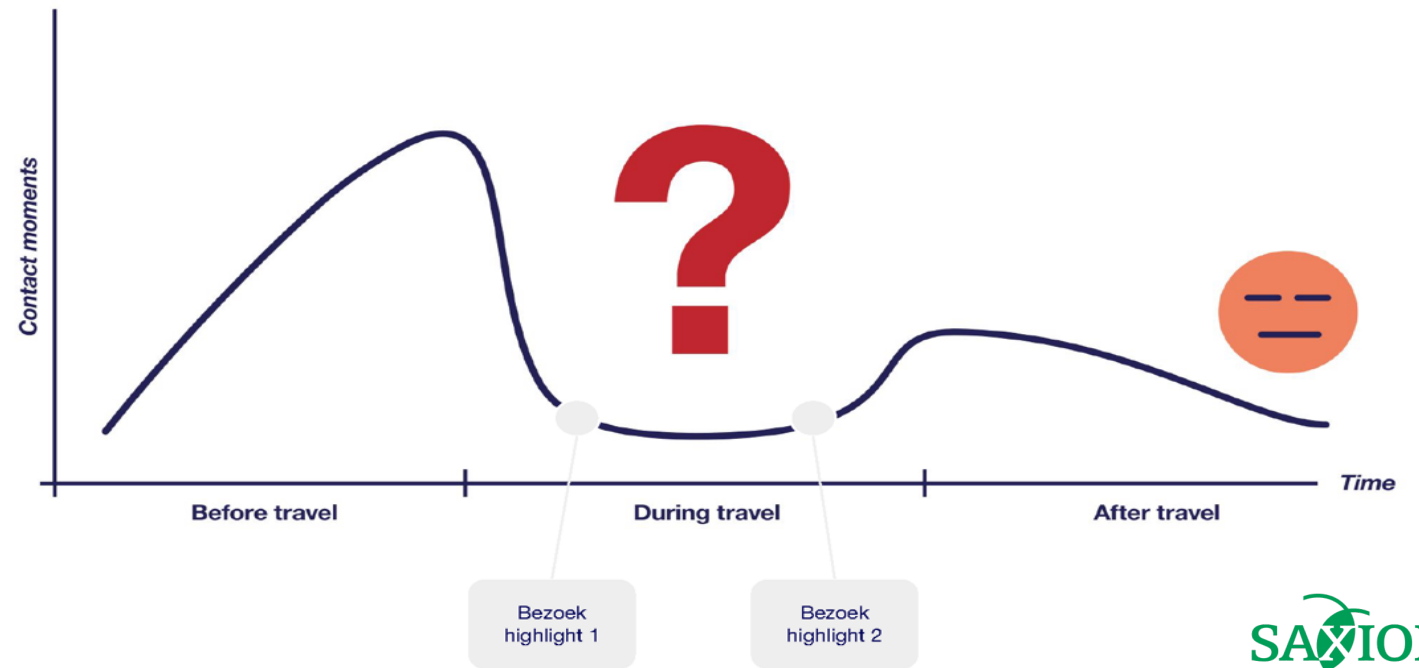 Contact moments
?
Time
Before travel
During travel
After travel
Bezoek
highlight 1
Bezoek
highlight 2